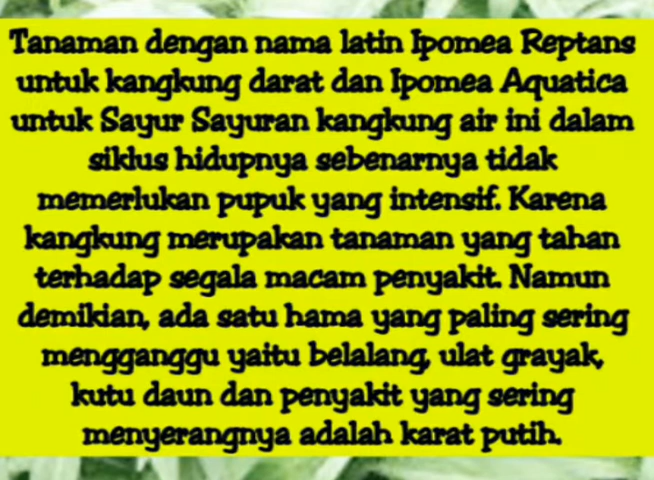 Tanaman dengan nama latin Ipomea Reptans
untuk kangkung darat dan Ipomea Aquatica
untuk Sayur Sayuran kangkung air ini dalam
siklus hidupnya sebenarnya tidak
memerlukan pupuk yang intensif. Karena
kangkung merupakan tanaman yang tahan
terhadap segala macam penyakit. Namun
demikian, ada satu hama yang paling sering
mengganggu yaitu belalang, ulat grayak,
kutu daun dan penyakit yang sering
menyerangnya adalah karat putih.